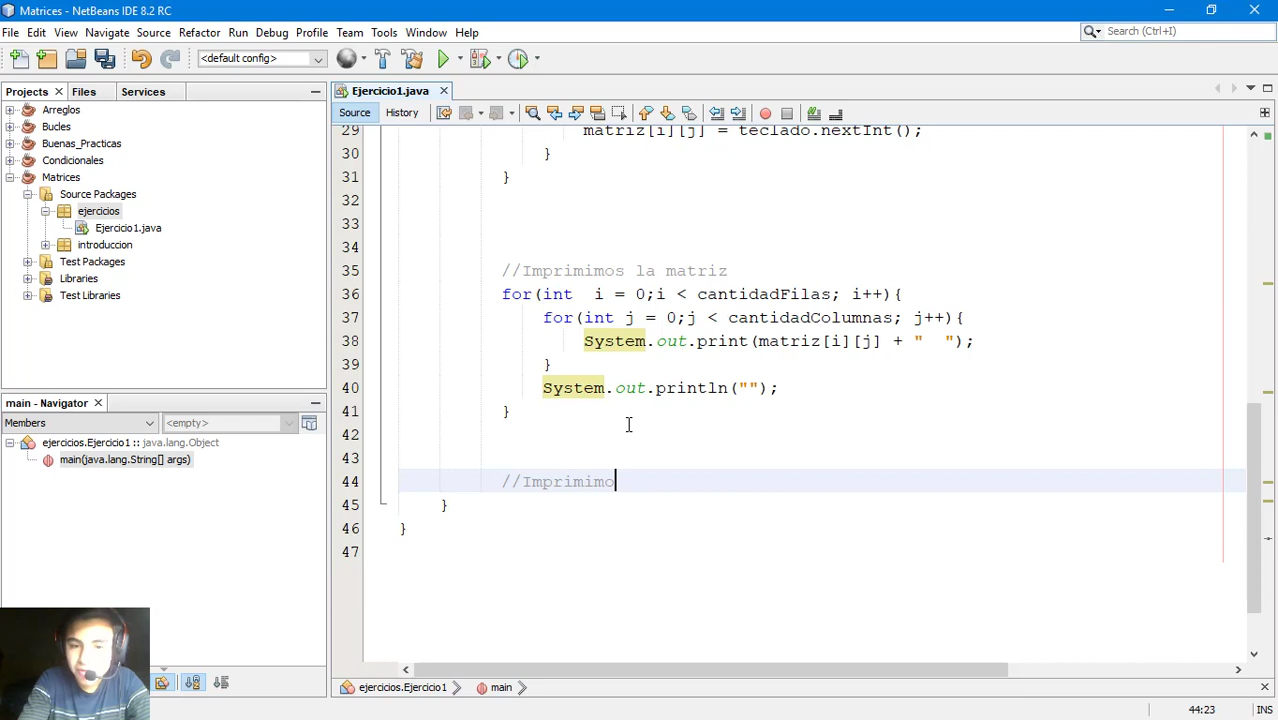 Matrices - NetBeans IDE 8.2 RC
File Edit View Navigate Source Refactor Run Debug Profile Team Tools Window Help
Search (Ctrl+I)
<default config>
Projects Files Services
Arreglos
Bucles
Buenas_Practicas
Condicionales
Matrices
Source Packages
ejercicios
Ejercicio1.java
introduccion
Test Packages
Libraries
Test Libraries
main - Navigator
Members <empty>
ejercicios.Ejercicio1 :: java.lang.Object
main(java.lang.String[] args)
Ejercicio1.java
Source History
29 matriz[i][j] = teclado.nextInt();
30 }
31 }
32
33
34
35 //Imprimimos la matriz
36 for(int  i = 0;i < cantidadFilas; i++){
37 for(int j = 0;j < cantidadColumnas; j++){
38 System.out.print(matriz[i][j] + "  ");
39 }
40 System.out.println("");
41 }
42
43
44 //Imprimimo
45 }
46 }
47
ejercicios.Ejercicio1 main
44:23 INS